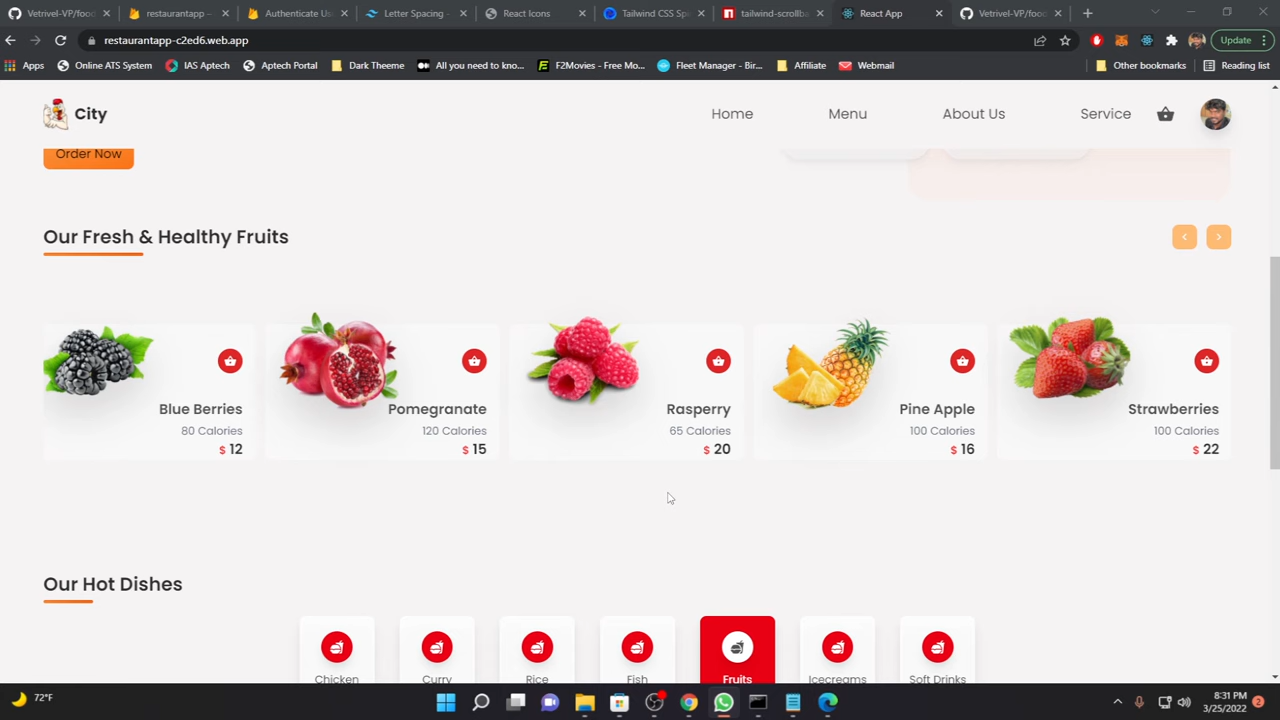 Vetrivel-VP/food
restaurantapp –
Authenticate Us
Letter Spacing -
React Icons
Tailwind CSS Sp
tailwind-scrollba
React App
Vetrivel-VP/food
restaurantapp-c2ed6.web.app
Update
Apps
Online ATS System
IAS Aptech
Aptech Portal
Dark Theeme
All you need to kno...
F2Movies - Free Mo...
Fleet Manager - Bir...
Affiliate
Webmail
Other bookmarks
Reading list
City
Home
Menu
About Us
Service
Order Now
Our Fresh & Healthy Fruits
Blue Berries
80 Calories
$ 12
Pomegranate
120 Calories
$ 15
Rasperry
65 Calories
$ 20
Pine Apple
100 Calories
$ 16
Strawberries
100 Calories
$ 22
Our Hot Dishes
Chicken
Curry
Rice
Fish
Fruits
Icecreams
Soft Drinks
72°F
8:31 PM
3/25/2022
2